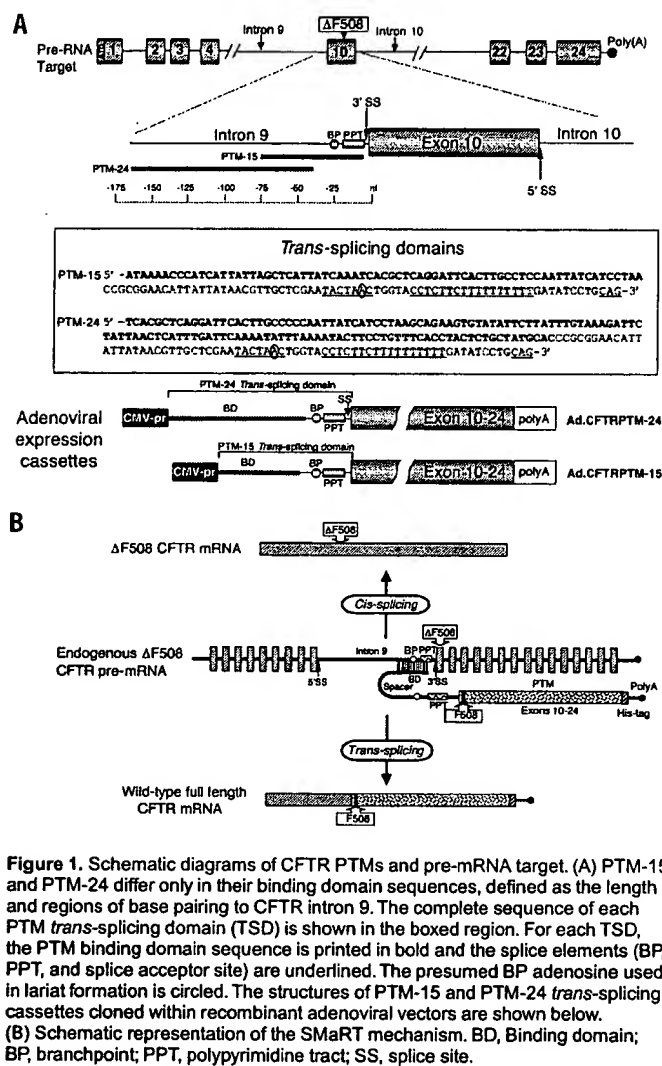 A
Pre-RNA
Target
1
2
3
4
Intron 9
ΔF508
10
Intron 10
22
23
24
Poly(A)
3' SS
Intron 9
BP
PPT
Exon-10
Intron 10
PTM-15
PTM-24
5' SS
-175 -150 -125 -100 -75 -50 -25 nt
Trans-splicing domains
PTM-15 5' -ATAAAACCCATCATTATTAGCTCATTATCAAATCACGCTCAGGATTCACTTGCCTCCAATTATCATCCTAA
CCGCGGAACATTATTATAACGTTGCTCGAATACTAACTGGTACCTCTTCTTTTTTTTTTGATATCCTGCAG-3'
PTM-24 5' -TCACGCTCAGGATTCACTTGCCCCCAATTATCATCCTAAGCAGAAGTGTATATTCTTATTTGTAAAGATTC
TATTAACTCATTTGATTCAAAATATTTAAAATACTTCCTGTTTCACCTACTCTGCTATGCACCCGCGGAACATT
ATTATAACGTTGCTCGAATACTAACTGGTACCTCTTCTTTTTTTTTTGATATCCTGCAG-3'
Adenoviral
expression
cassettes
PTM-24 Trans-splicing domain
CMV-pr
BD
BP
SS
PPT
Exon-10-24
polyA
Ad.CFTRPTM-24
PTM-15 Trans-splicing domain
CMV-pr
BD
BP
PPT
Exon-10-24
polyA
Ad.CFTRPTM-15
B
ΔF508
ΔF508 CFTR mRNA
Cis-splicing
ΔF508
Endogenous ΔF508
CFTR pre-mRNA
Intron 9
BP
PPT
5'SS
BD
3'SS
Spacer
PPT
F508
PTM
Exons 10-24
PolyA
His-tag
Trans-splicing
Wild-type full length
CFTR mRNA
F508
Figure 1. Schematic diagrams of CFTR PTMs and pre-mRNA target. (A) PTM-15
and PTM-24 differ only in their binding domain sequences, defined as the length
and regions of base pairing to CFTR intron 9. The complete sequence of each
PTM trans-splicing domain (TSD) is shown in the boxed region. For each TSD,
the PTM binding domain sequence is printed in bold and the splice elements (BP,
PPT, and splice acceptor site) are underlined. The presumed BP adenosine used
in lariat formation is circled. The structures of PTM-15 and PTM-24 trans-splicing
cassettes cloned within recombinant adenoviral vectors are shown below.
(B) Schematic representation of the SMaRT mechanism. BD, Binding domain;
BP, branchpoint; PPT, polypyrimidine tract; SS, splice site.